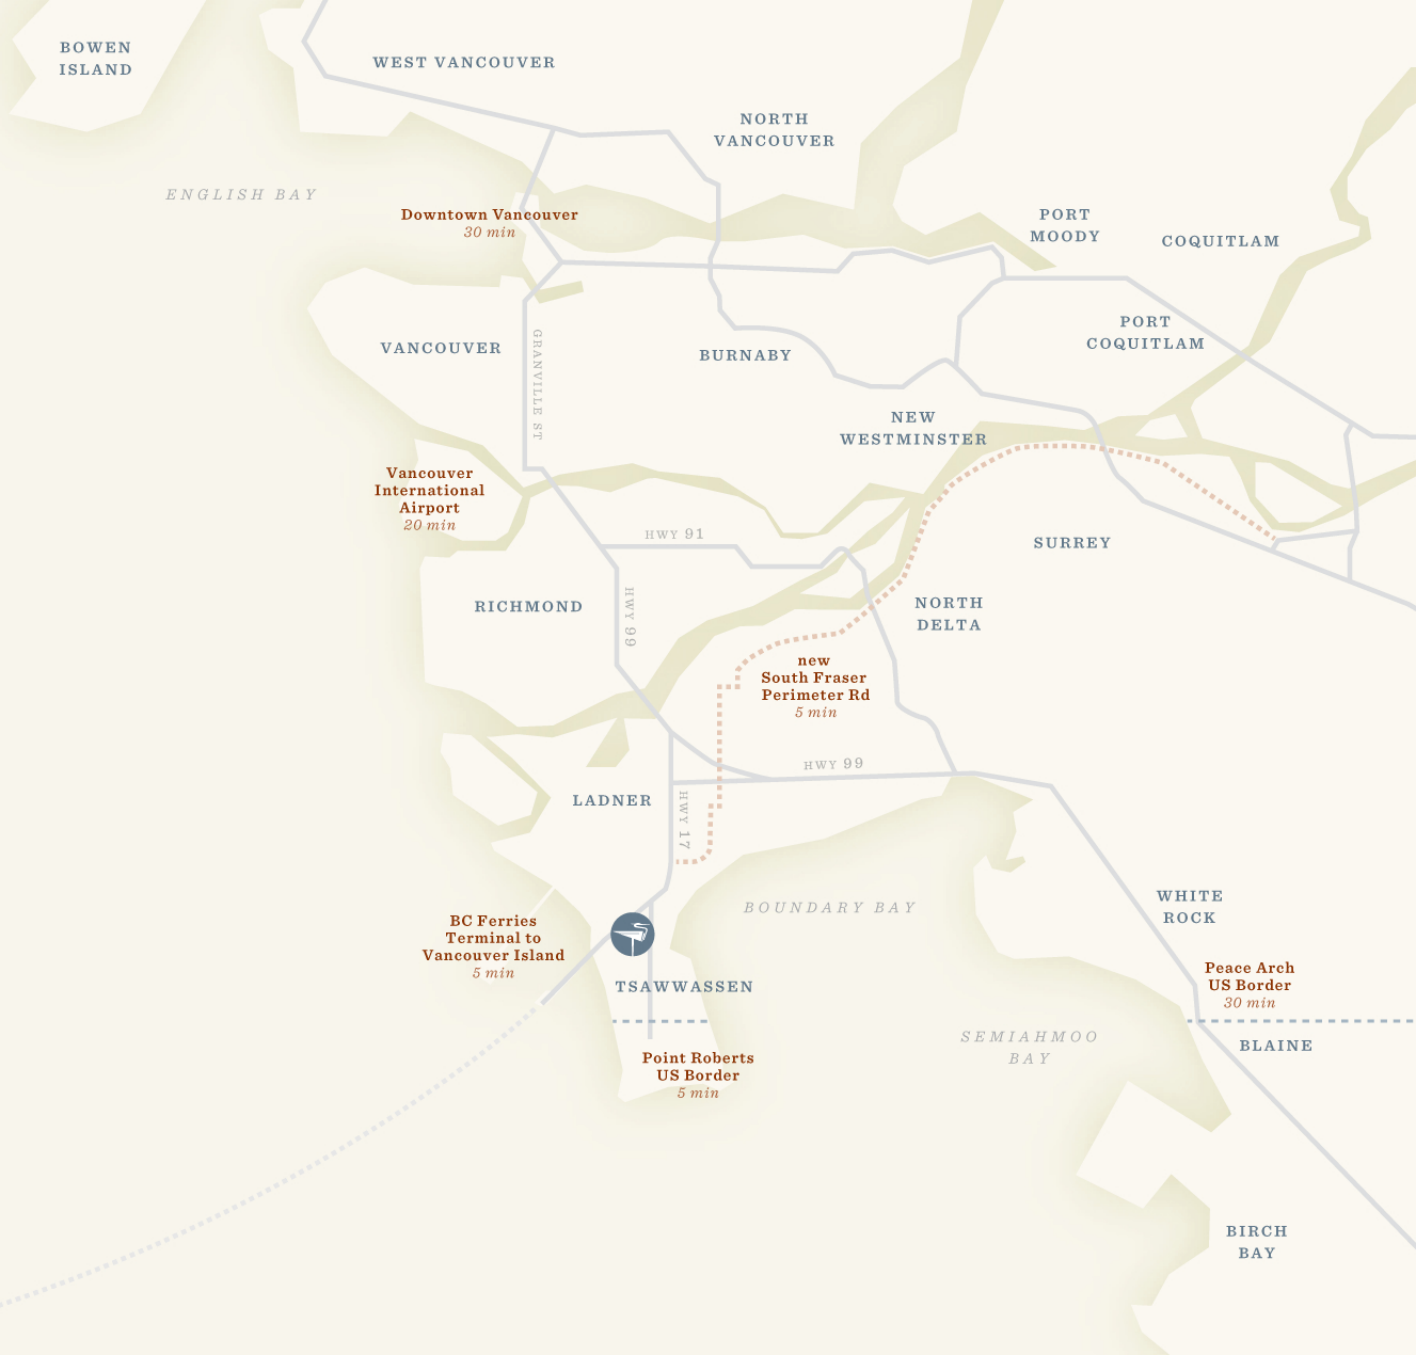 BOWEN
ISLAND
WEST VANCOUVER
NORTH
VANCOUVER
ENGLISH BAY
Downtown Vancouver
30 min
PORT
MOODY
COQUITLAM
VANCOUVER
GRANVILLE ST
BURNABY
PORT
COQUITLAM
NEW
WESTMINSTER
Vancouver
International
Airport
20 min
HWY 91
SURREY
RICHMOND
HWY 99
NORTH
DELTA
new
South Fraser
Perimeter Rd
5 min
HWY 99
LADNER
HWY 17
BOUNDARY BAY
WHITE
ROCK
BC Ferries
Terminal to
Vancouver Island
5 min
TSAWWASSEN
Peace Arch
US Border
30 min
SEMIAHMOO
BAY
BLAINE
Point Roberts
US Border
5 min
BIRCH
BAY